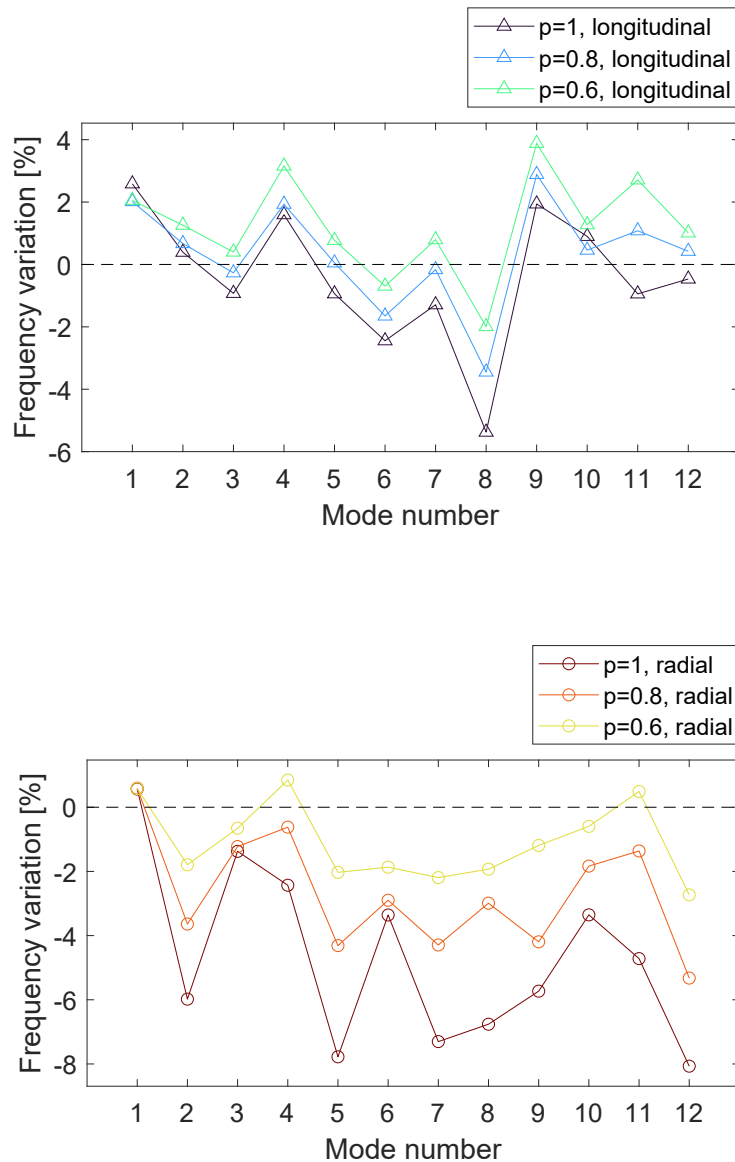 p=1, longitudinal
p=0.8, longitudinal
p=0.6, longitudinal
Frequency variation [%]
4
2
0
-2
-4
-6
1 2 3 4 5 6 7 8 9 10 11 12
Mode number
p=1, radial
p=0.8, radial
p=0.6, radial
Frequency variation [%]
0
-2
-4
-6
-8
1 2 3 4 5 6 7 8 9 10 11 12
Mode number